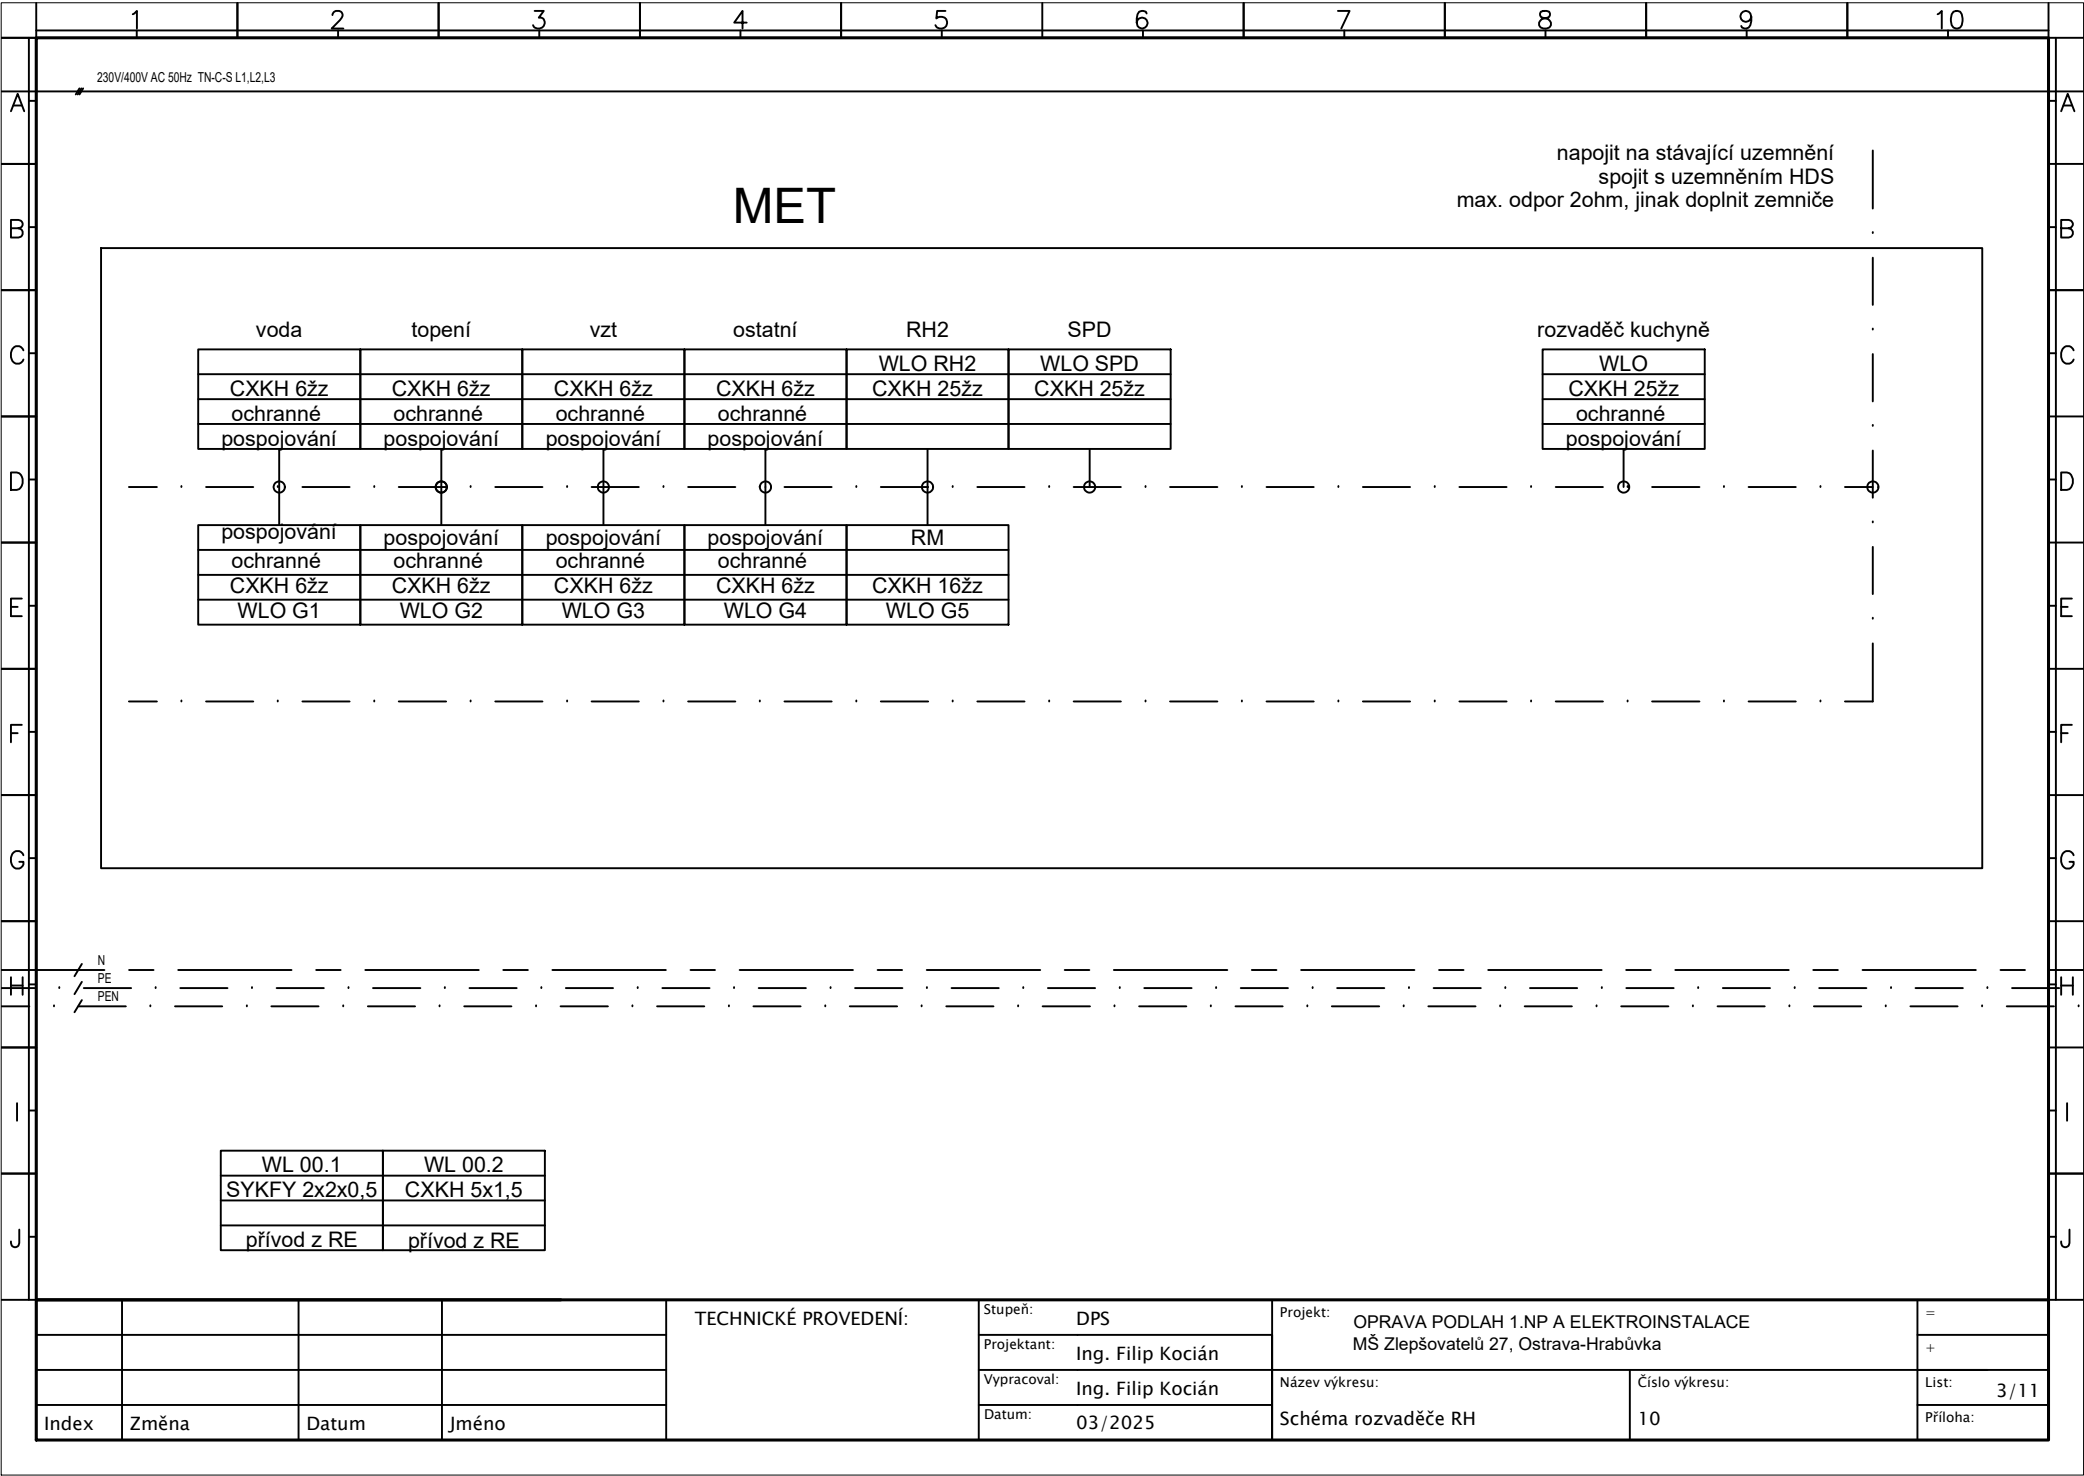 1 2 3 4 5 6 7 8 9 10
230V/400V AC 50Hz TN-C-S L1,L2,L3
A A
napojit na stávající uzemnění
spojit s uzemněním HDS
max. odpor 2ohm, jinak doplnit zemniče
MET
B B
voda topení vzt ostatní RH2 SPD rozvaděč kuchyně
WLO RH2 WLO SPD WLO
C C
CXKH 6žz CXKH 6žz CXKH 6žz CXKH 6žz CXKH 25žz CXKH 25žz CXKH 25žz
ochranné ochranné ochranné ochranné ochranné
pospojování pospojování pospojování pospojování pospojování
D D
pospojování pospojování pospojování pospojování RM
ochranné ochranné ochranné ochranné
CXKH 6žz CXKH 6žz CXKH 6žz CXKH 6žz CXKH 16žz
WLO G1 WLO G2 WLO G3 WLO G4 WLO G5
E E
F F
G G
N
PE
H H
PEN
I I
WL 00.1 WL 00.2
SYKFY 2x2x0,5 CXKH 5x1,5
přívod z RE přívod z RE
J J
TECHNICKÉ PROVEDENÍ:
Stupeň: DPS
Projektant: Ing. Filip Kocián
Vypracoval: Ing. Filip Kocián
Datum: 03/2025
Projekt: OPRAVA PODLAH 1.NP A ELEKTROINSTALACE
MŠ Zlepšovatelů 27, Ostrava-Hrabůvka
Název výkresu:
Schéma rozvaděče RH
Číslo výkresu:
10
=
+
List: 3/11
Příloha:
Index Změna Datum Jméno